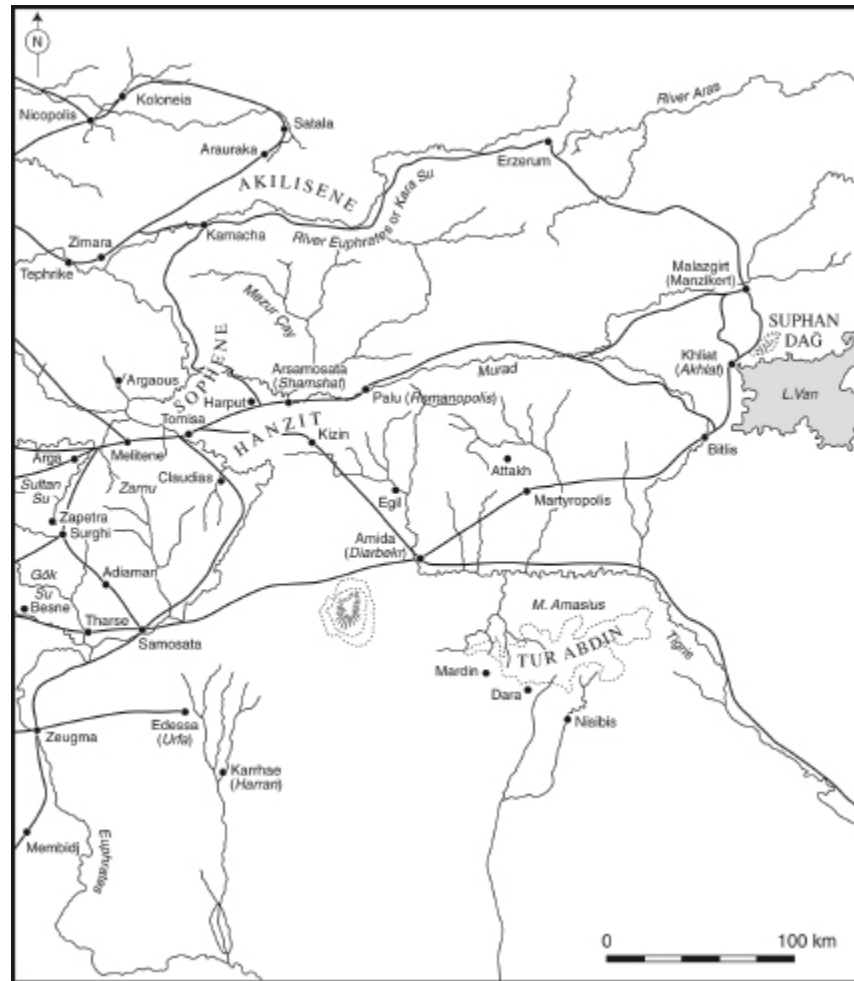 N
Koloneia
Nicopolis
Satala
Arauraka
River Aras
Erzerum
AKILISENE
River Euphrates or Kara Su
Kamacha
Zimara
Tephrike
Malazgirt
(Manzikert)
Mezur Çay
SUPHAN
DAĞ
Khliat
(Akhlat)
L.Van
SOPHENE
Arsamosata
(Shamshat)
Murad
Argaous
Harput
Palu (Romanopolis)
Tomisa
HANZIT
Kizin
Bitlis
Arga
Melitene
Attakh
Sultan
Su
Zarnu
Claudias
Egil
Martyropolis
Zapetra
Surghi
Amida
(Diarbekr)
Gök
Su
Adiaman
Besne
Tharse
Samosata
M. Amasius
TUR ABDIN
Tigris
Mardin
Dara
Nisibis
Edessa
(Urfa)
Zeugma
Karrhae
(Harran)
Membidj
Euphrates
0 100 km